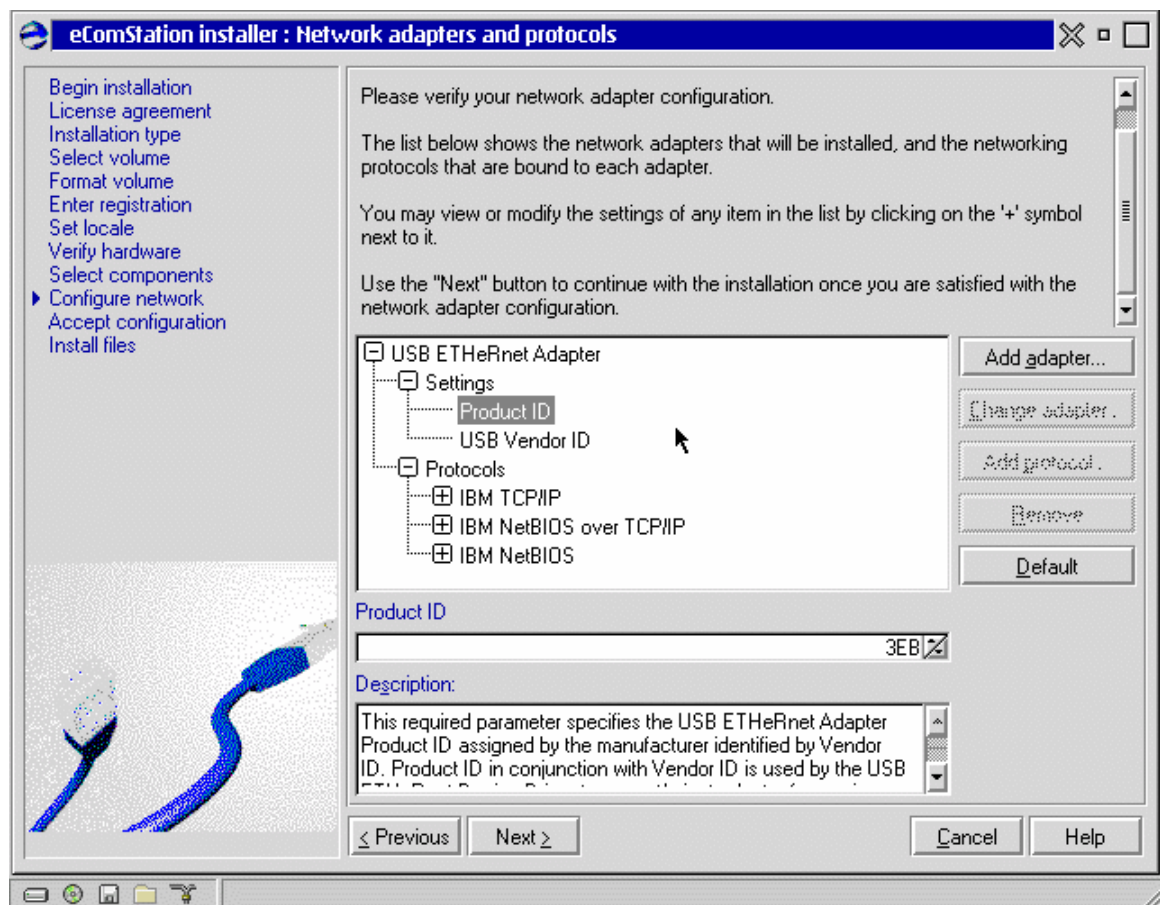 eComStation installer : Network adapters and protocols
Begin installation
License agreement
Installation type
Select volume
Format volume
Enter registration
Set locale
Verify hardware
Select components
Configure network
Accept configuration
Install files
Please verify your network adapter configuration.
The list below shows the network adapters that will be installed, and the networking
protocols that are bound to each adapter.
You may view or modify the settings of any item in the list by clicking on the '+' symbol
next to it.
Use the "Next" button to continue with the installation once you are satisfied with the
network adapter configuration.
USB ETHeRnet Adapter
Settings
Product ID
USB Vendor ID
Protocols
IBM TCP/IP
IBM NetBIOS over TCP/IP
IBM NetBIOS
Add adapter...
Change adapter .
Add protocol .
Remove
Default
Product ID
3EB
Description:
This required parameter specifies the USB ETHeRnet Adapter
Product ID assigned by the manufacturer identified by Vendor
ID. Product ID in conjunction with Vendor ID is used by the USB
< Previous
Next >
Cancel
Help